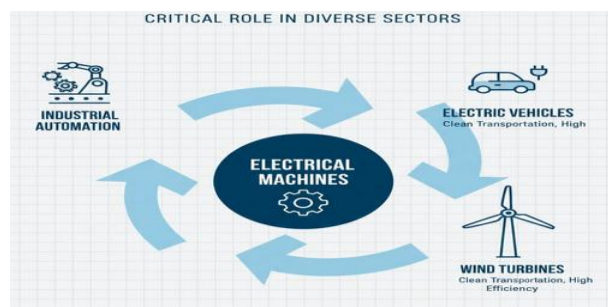 CRITICAL ROLE IN DIVERSE SECTORS
INDUSTRIAL
AUTOMATION
ELECTRIC VEHICLES
Clean Transportation, High
ELECTRICAL
MACHINES
WIND TURBINES
Clean Transportation, High
Efficiency